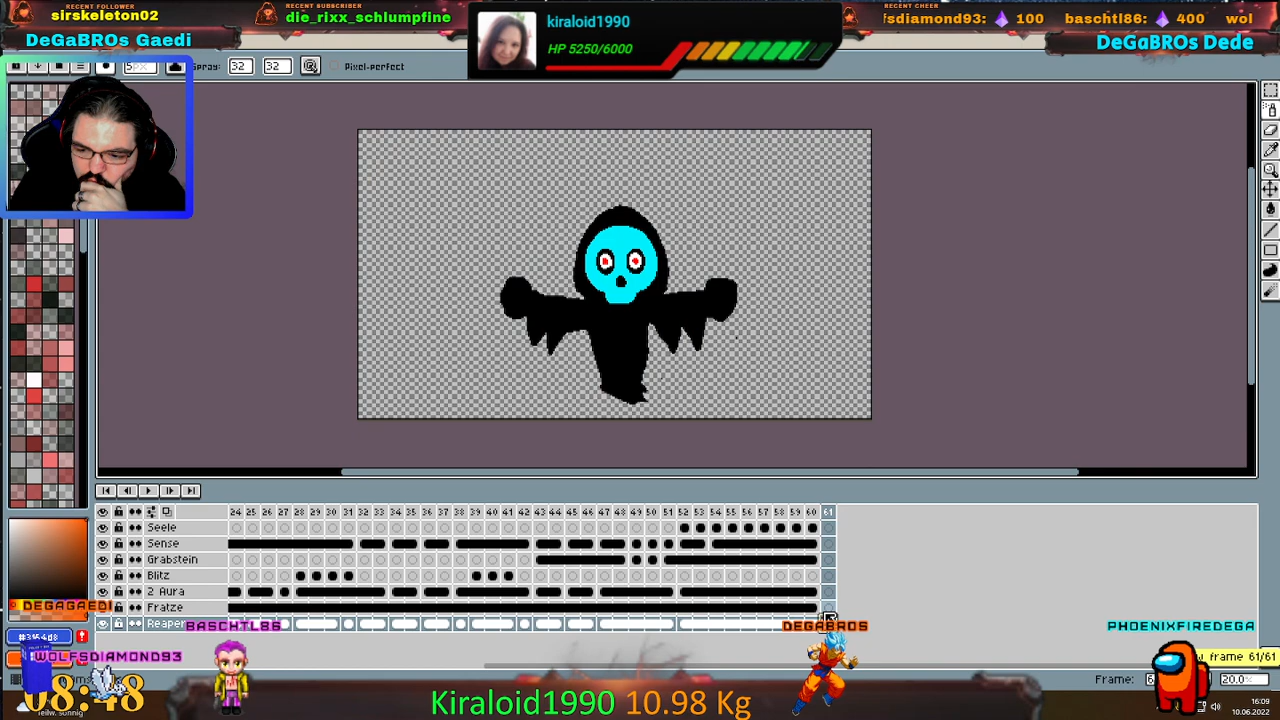 RECENT FOLLOWER
sirskeleton02
die_rixx_schlumpfine
RECENT CHEER
sdiamond93: 100 baschtl86: 400 wol
DeGaBROs Gaedi
kiraloid1990
HP 5250/6000
DeGaBROs Dede
32 32 Pixel-perfect
24 25 26 27 28 29 30 31 32 33 34 35 36 37 38 39 40 41 42 43 44 45 46 47 48 49 50 51 52 53 54 55 56 57 58 59 60 61
Seele
Sense
Grabstein
Blitz
2 Aura
Fratze
Reaper
DEGAGAEDI
BASCHTL86
DEGABROS
PHOENIXFIREDEGA
WOLFSDIAMOND93
frame 61/61
Frame:
20.0%
08:48
Kiraloid1990 10.98 Kg
16:09
10.06.2022